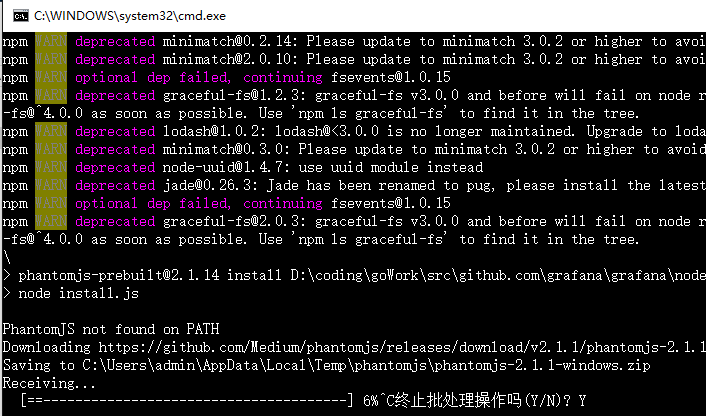 C:\WINDOWS\system32\cmd.exe
npm WARN deprecated minimatch@0.2.14: Please update to minimatch 3.0.2 or higher to avoi
npm WARN deprecated minimatch@2.0.10: Please update to minimatch 3.0.2 or higher to avoi
npm WARN optional dep failed, continuing fsevents@1.0.15
npm WARN deprecated graceful-fs@1.2.3: graceful-fs v3.0.0 and before will fail on node r
-fs@^4.0.0 as soon as possible. Use 'npm ls graceful-fs' to find it in the tree.
npm WARN deprecated lodash@1.0.2: lodash@<3.0.0 is no longer maintained. Upgrade to loda
npm WARN deprecated minimatch@0.3.0: Please update to minimatch 3.0.2 or higher to avoid
npm WARN deprecated node-uuid@1.4.7: use uuid module instead
npm WARN deprecated jade@0.26.3: Jade has been renamed to pug, please install the latest
npm WARN optional dep failed, continuing fsevents@1.0.15
npm WARN deprecated graceful-fs@2.0.3: graceful-fs v3.0.0 and before will fail on node r
-fs@^4.0.0 as soon as possible. Use 'npm ls graceful-fs' to find it in the tree.
\
> phantomjs-prebuilt@2.1.14 install D:\coding\goWork\src\github.com\grafana\grafana\node
> node install.js
PhantomJS not found on PATH
Downloading https://github.com/Medium/phantomjs/releases/download/v2.1.1/phantomjs-2.1.1
Saving to C:\Users\admin\AppData\Local\Temp\phantomjs\phantomjs-2.1.1-windows.zip
Receiving...
[==--------------------------------------] 6%^C终止批处理操作吗(Y/N)? Y